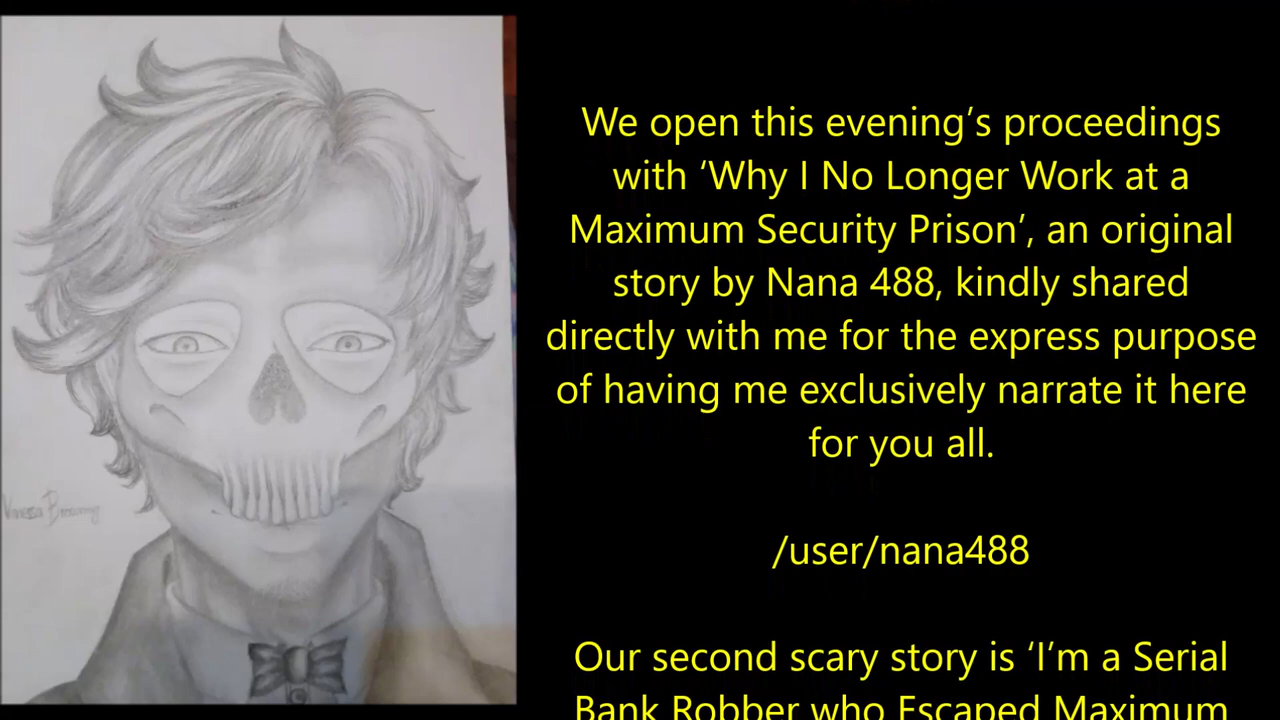 We open this evening’s proceedings
with ‘Why I No Longer Work at a
Maximum Security Prison’, an original
story by Nana 488, kindly shared
directly with me for the express purpose
of having me exclusively narrate it here
for you all.
/user/nana488
Our second scary story is ‘I’m a Serial
Bank Robber who Escaped Maximum
Vanessa